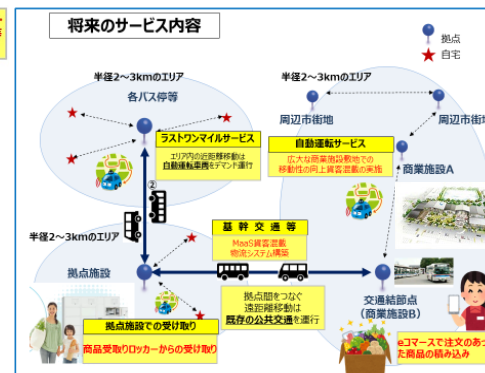 将来のサービス内容
拠点
自宅
半径2~3kmのエリア
各バス停等
半径2~3kmのエリア
周辺市街地
周辺市街地
ラストワンマイルサービス
エリア内の近距離移動は
自動運転車両をデマンド運行
自動運転サービス
広大な商業施設敷地での
移動性の向上貨客混載の実施
商業施設A
②
半径2~3kmのエリア
基幹交通等
MaaS貨客混載
物流システム構築
拠点施設
拠点間をつなぐ
遠距離移動は
既存の公共交通を運行
交通結節点
(商業施設B)
拠点施設での受け取り
商品受取りロッカーからの受け取り
eコマースで注文のあっ
た商品の積み込み